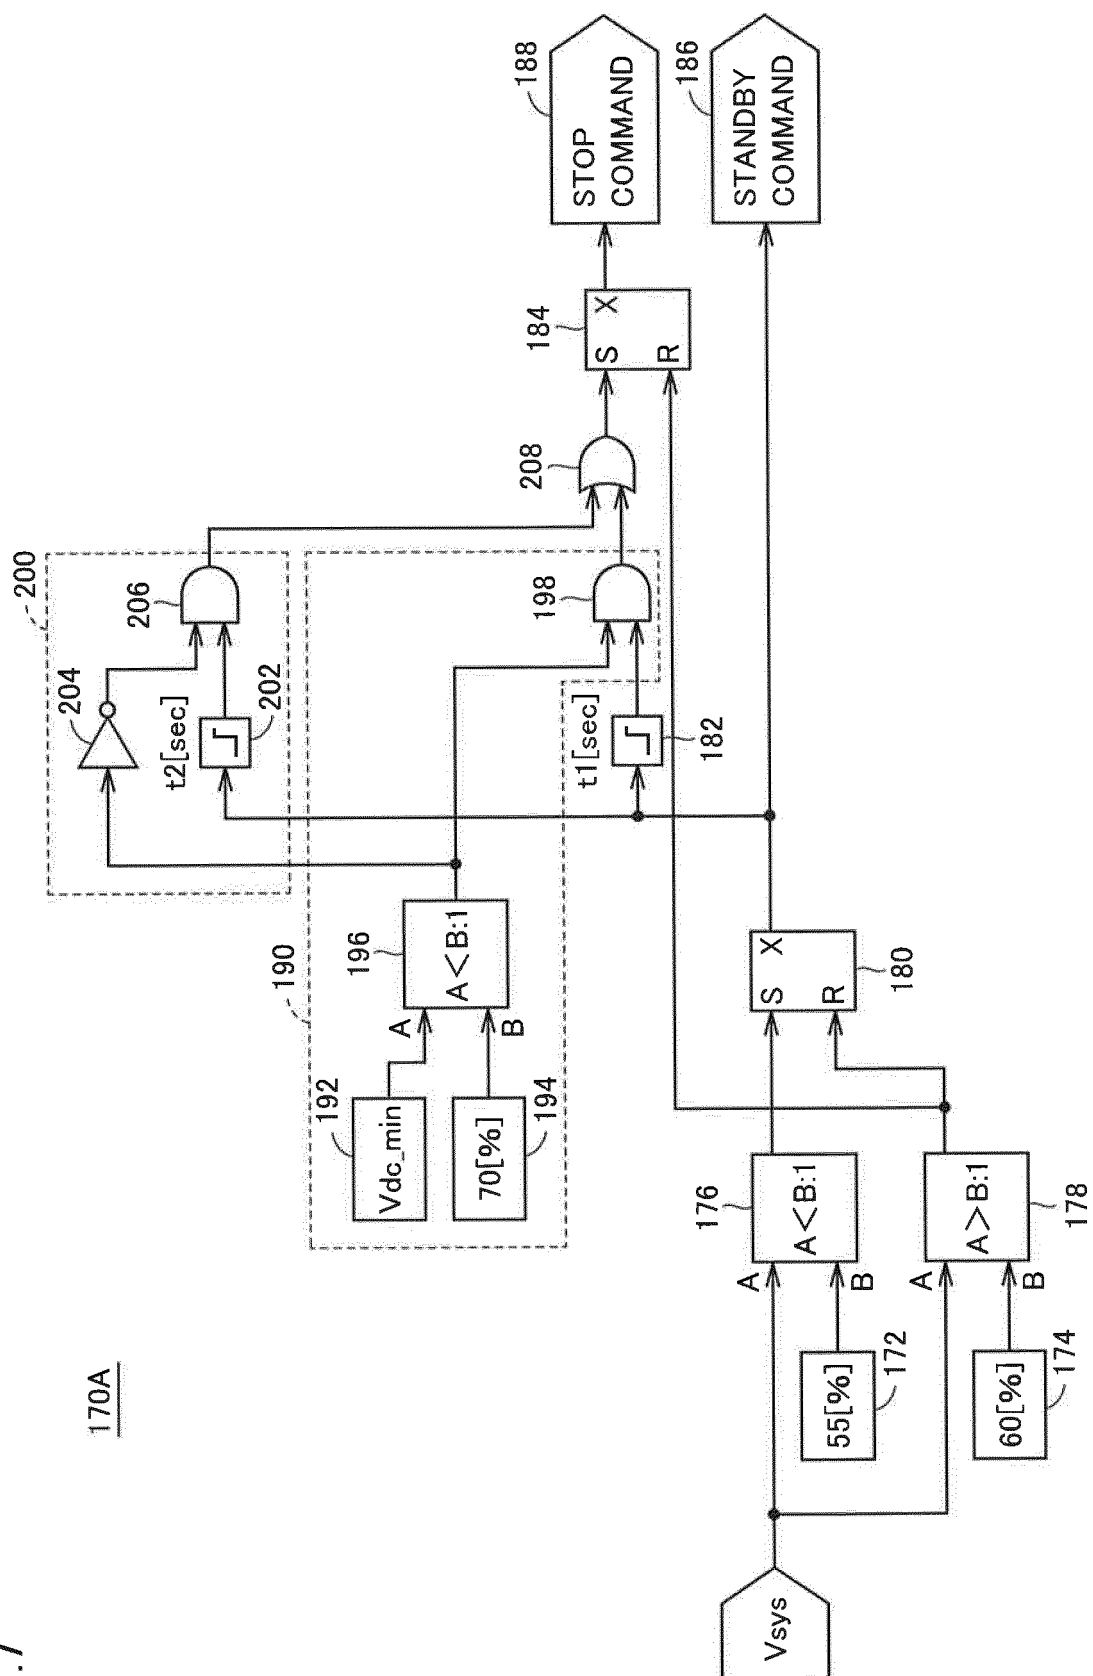 .7
170A
200
204
206
t2[sec]
202
190
192
Vdc_min
A
196
A<B:1
70[%]
B
194
198
t1[sec]
182
208
184
S
X
R
188
STOP
COMMAND
186
STANDBY
COMMAND
Vsys
176
A
A<B:1
B
55[%]
172
S
X
R
180
A
A>B:1
B
178
60[%]
174